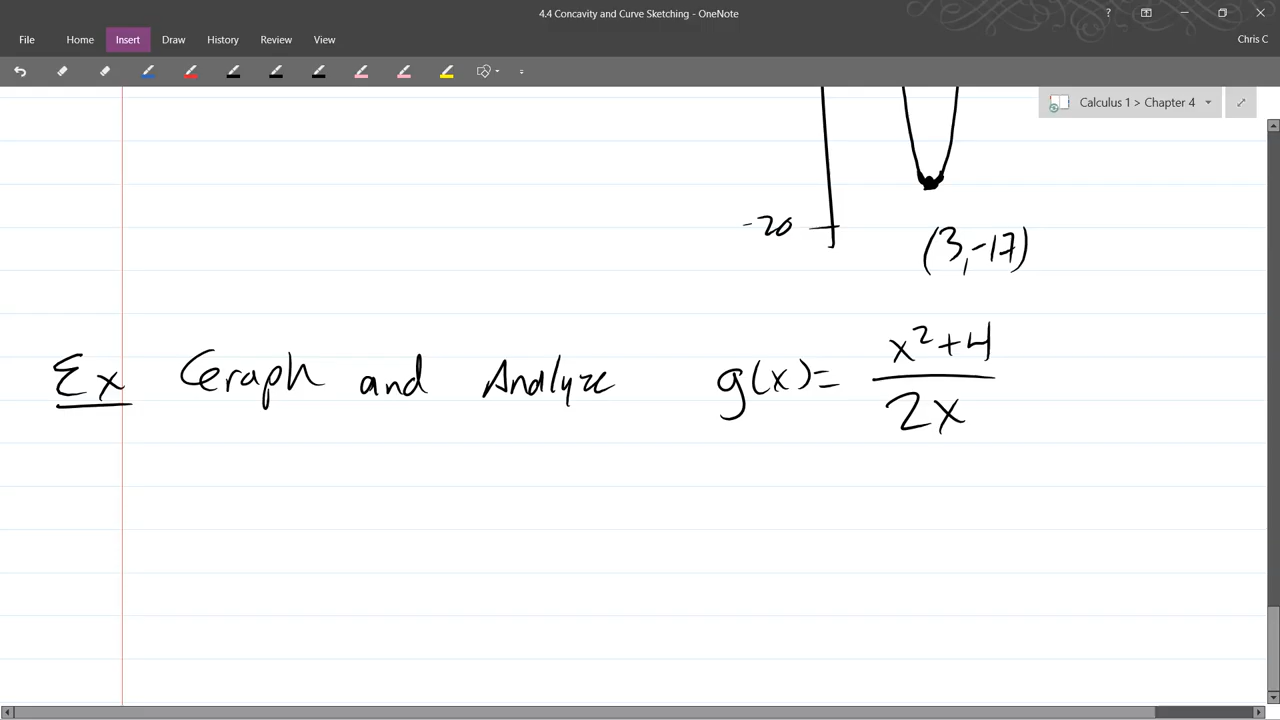 4.4 Concavity and Curve Sketching - OneNote
File Home Insert Draw History Review View
Chris C
Calculus 1 > Chapter 4
-20
(3,-17)
Ex Graph and Analyze g(x)= x²+4
2x